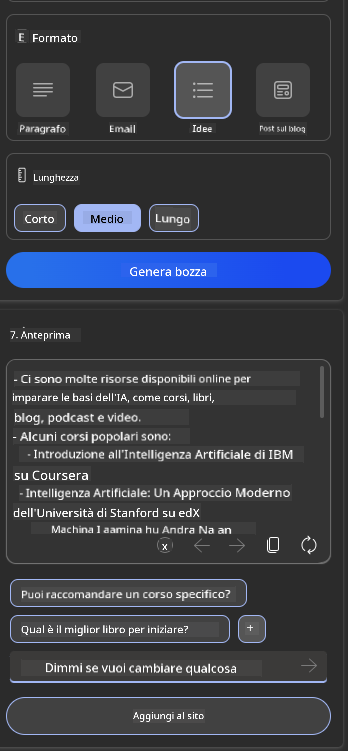 Formato
Paragrafo
Email
Idee
Post sul blog
Lunghezza
Corto
Medio
Lungo
Genera bozza
7. Anteprima
- Ci sono molte risorse disponibili online per
imparare le basi dell'IA, come corsi, libri,
blog, podcast e video.
- Alcuni corsi popolari sono:
- Introduzione all'Intelligenza Artificiale di IBM
su Coursera
- Intelligenza Artificiale: Un Approccio Moderno
dell'Università di Stanford su edX
Puoi raccomandare un corso specifico?
Qual è il miglior libro per iniziare?
+
Dimmi se vuoi cambiare qualcosa
Aggiungi al sito